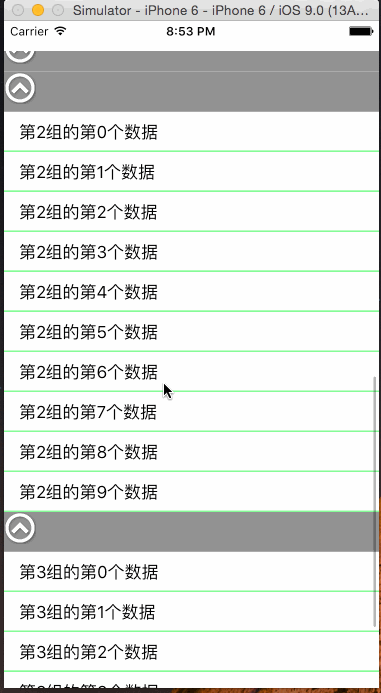 Simulator - iPhone 6 - iPhone 6 / iOS 9.0 (13A...
Carrer 8:53 PM
第2组的第0个数据
第2组的第1个数据
第2组的第2个数据
第2组的第3个数据
第2组的第4个数据
第2组的第5个数据
第2组的第6个数据
第2组的第7个数据
第2组的第8个数据
第2组的第9个数据
第3组的第0个数据
第3组的第1个数据
第3组的第2个数据